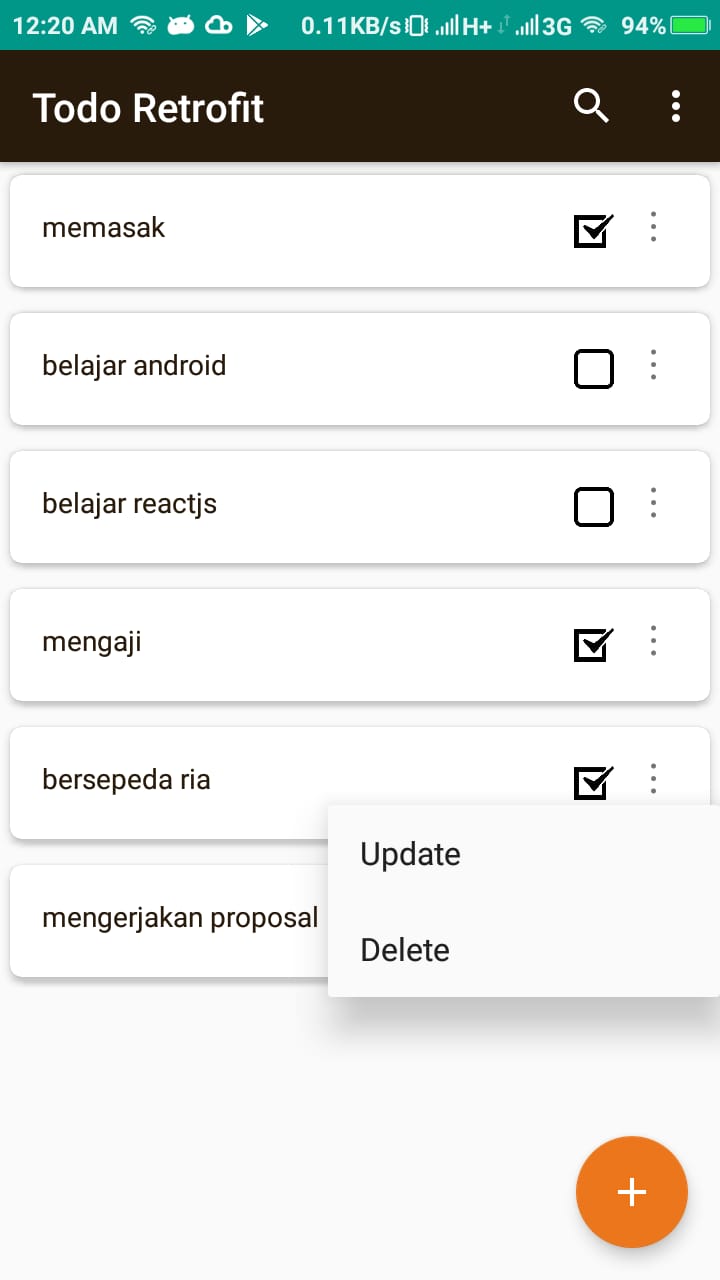 12:20 AM 0.11KB/s H+ 3G 94%
Todo Retrofit
memasak
belajar android
belajar reactjs
mengaji
bersepeda ria
Update
mengerjakan proposal
Delete